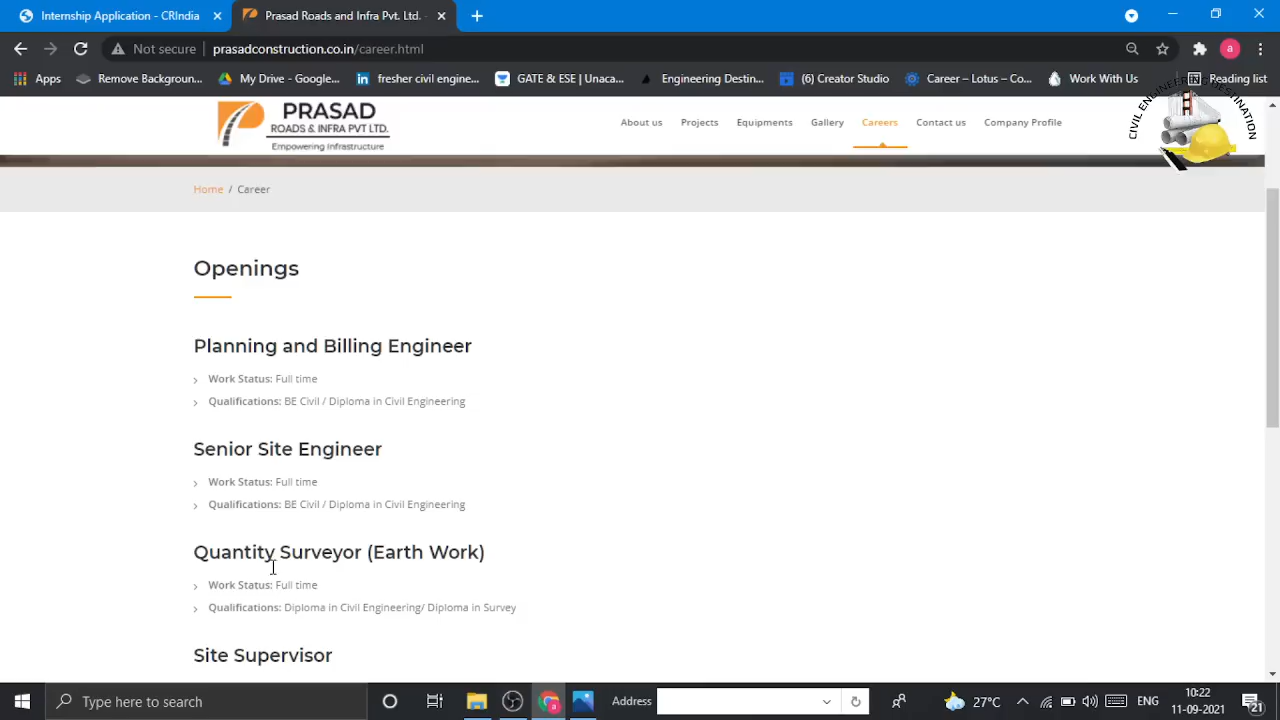 Internship Application - CRIndia
Prasad Roads and Infra Pvt. Ltd. -
Not secure
prasadconstruction.co.in/career.html
a
Apps
Remove Backgroun...
My Drive - Google...
fresher civil engine...
GATE & ESE | Unaca...
Engineering Destin...
(6) Creator Studio
Career – Lotus – Co...
Work With Us
Reading list
PRASAD
ROADS & INFRA PVT LTD.
Empowering Infrastructure
About us
Projects
Equipments
Gallery
Careers
Contact us
Company Profile
CIVIL ENGINEERING DESTINATION
Home / Career
Openings
Planning and Billing Engineer
Work Status: Full time
Qualifications: BE Civil / Diploma in Civil Engineering
Senior Site Engineer
Work Status: Full time
Qualifications: BE Civil / Diploma in Civil Engineering
Quantity Surveyor (Earth Work)
Work Status: Full time
Qualifications: Diploma in Civil Engineering/ Diploma in Survey
Site Supervisor
Type here to search
Address
27°C
ENG
10:22
11-09-2021
21